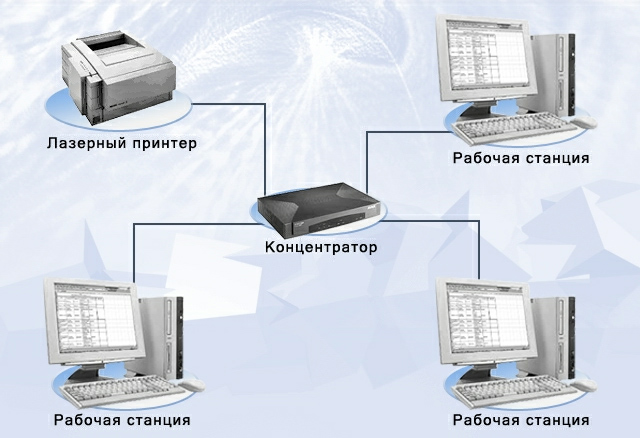 Лазерный принтер
Рабочая станция
Концентратор
Рабочая станция
Рабочая станция